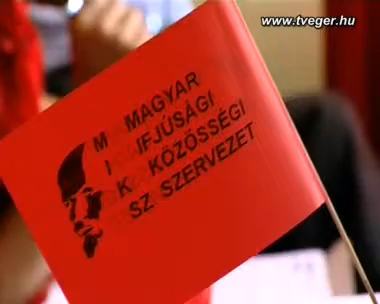 www.tveger.hu
M MAGYAR
I IFJÚSÁGI
K KÖZÖSSÉGI
SZ SZERVEZET